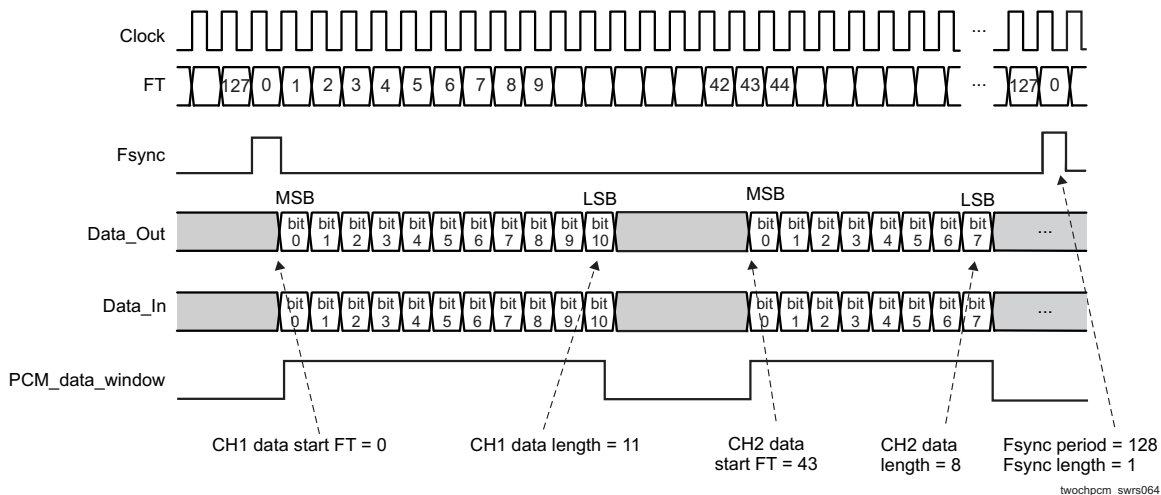 Clock ...
FT 127 0 1 2 3 4 5 6 7 8 9 42 43 44 ... 127 0
Fsync
MSB LSB MSB LSB
Data_Out bit 0 bit 1 bit 2 bit 3 bit 4 bit 5 bit 6 bit 7 bit 8 bit 9 bit 10 bit 0 bit 1 bit 2 bit 3 bit 4 bit 5 bit 6 bit 7 ...
Data_In bit 0 bit 1 bit 2 bit 3 bit 4 bit 5 bit 6 bit 7 bit 8 bit 9 bit 10 bit 0 bit 1 bit 2 bit 3 bit 4 bit 5 bit 6 bit 7 ...
PCM_data_window
CH1 data start FT = 0
CH1 data length = 11
CH2 data
start FT = 43
CH2 data
length = 8
Fsync period = 128
Fsync length = 1
twochpcm_swrs064